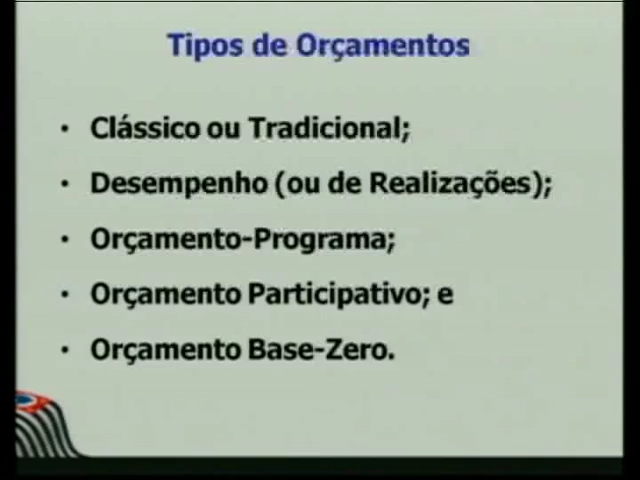 Tipos de Orçamentos
• Clássico ou Tradicional;
• Desempenho (ou de Realizações);
• Orçamento-Programa;
• Orçamento Participativo; e
• Orçamento Base-Zero.